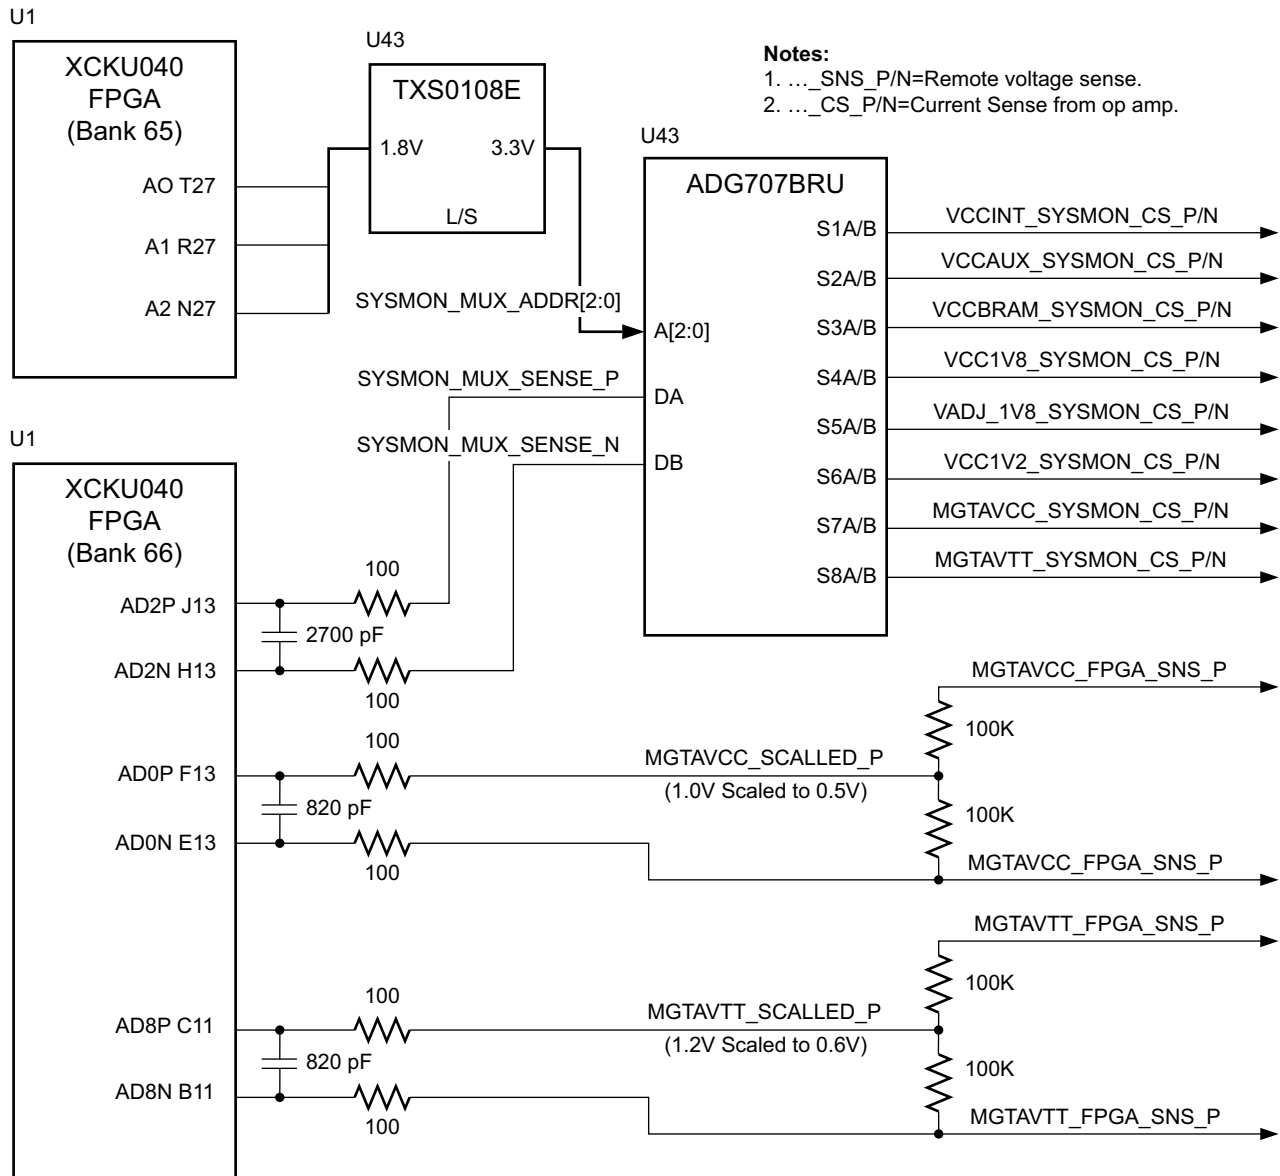 U1
XCKU040
FPGA
(Bank 65)
AO T27
A1 R27
A2 N27
U43
TXS0108E
1.8V
3.3V
L/S
Notes:
1. …_SNS_P/N=Remote voltage sense.
2. …_CS_P/N=Current Sense from op amp.
U43
ADG707BRU
SYSMON_MUX_ADDR[2:0]
A[2:0]
SYSMON_MUX_SENSE_P
DA
SYSMON_MUX_SENSE_N
DB
S1A/B
VCCINT_SYSMON_CS_P/N
S2A/B
VCCAUX_SYSMON_CS_P/N
S3A/B
VCCBRAM_SYSMON_CS_P/N
S4A/B
VCC1V8_SYSMON_CS_P/N
S5A/B
VADJ_1V8_SYSMON_CS_P/N
S6A/B
VCC1V2_SYSMON_CS_P/N
S7A/B
MGTAVCC_SYSMON_CS_P/N
S8A/B
MGTAVTT_SYSMON_CS_P/N
U1
XCKU040
FPGA
(Bank 66)
AD2P J13
100
2700 pF
AD2N H13
100
AD0P F13
100
820 pF
AD0N E13
100
MGTAVCC_SCALLED_P
(1.0V Scaled to 0.5V)
MGTAVCC_FPGA_SNS_P
100K
100K
MGTAVCC_FPGA_SNS_P
AD8P C11
100
820 pF
AD8N B11
100
MGTAVTT_SCALLED_P
(1.2V Scaled to 0.6V)
MGTAVTT_FPGA_SNS_P
100K
100K
MGTAVTT_FPGA_SNS_P